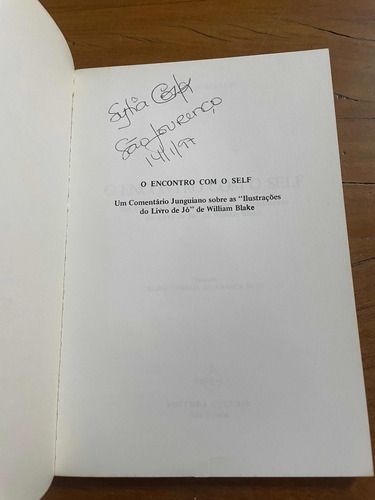 Sylvia
São Lourenço
14/1/97
O ENCONTRO COM O SELF
Um Comentário Junguiano sobre as "Ilustrações
do Livro de Jó" de William Blake